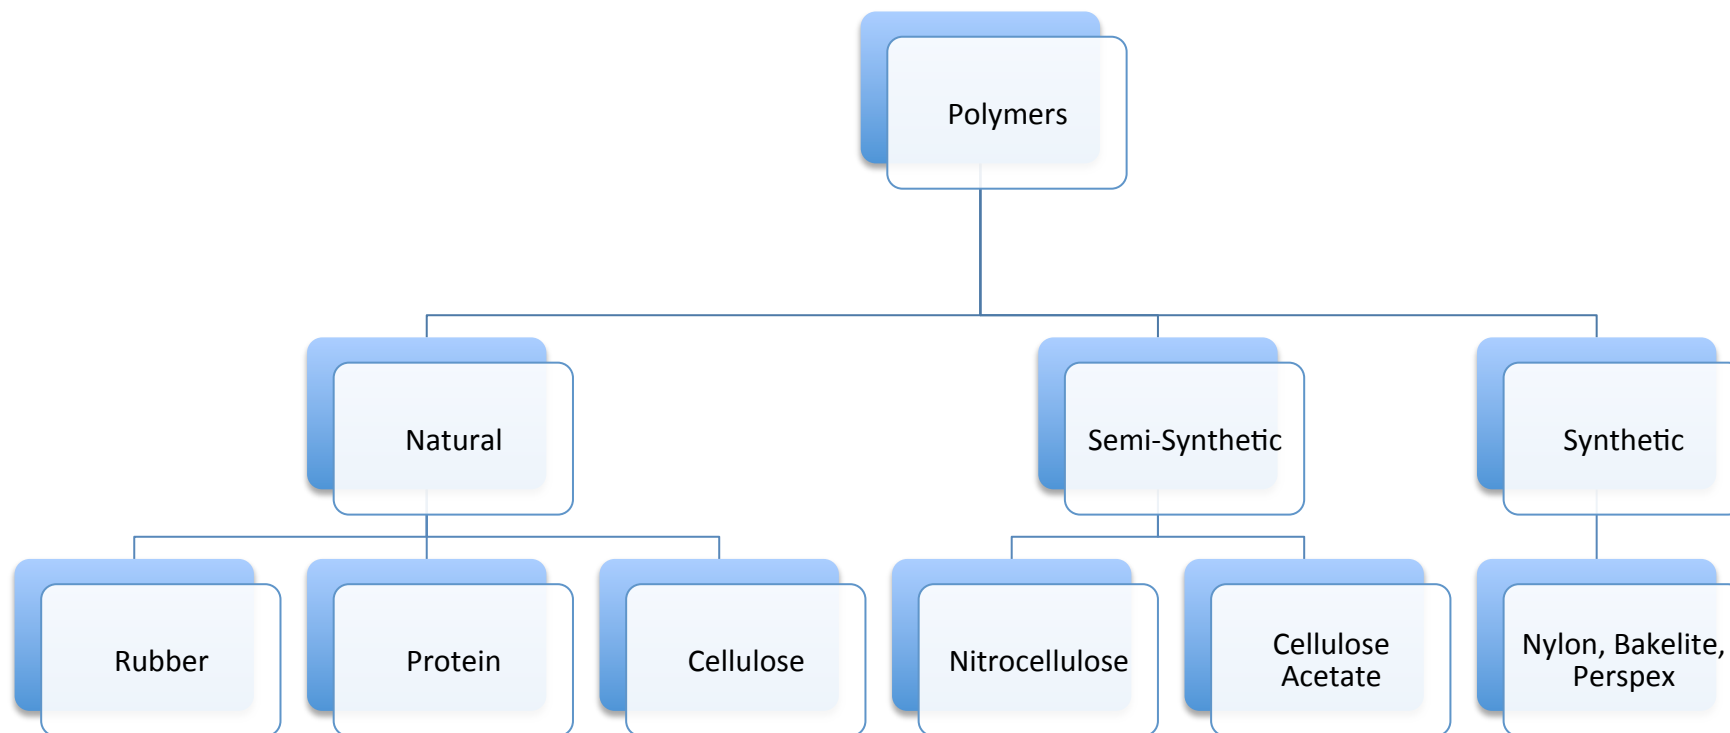 Polymers
Natural
Semi-Synthetic
Synthetic
Rubber
Protein
Cellulose
Nitrocellulose
Cellulose
Acetate
Nylon, Bakelite,
Perspex